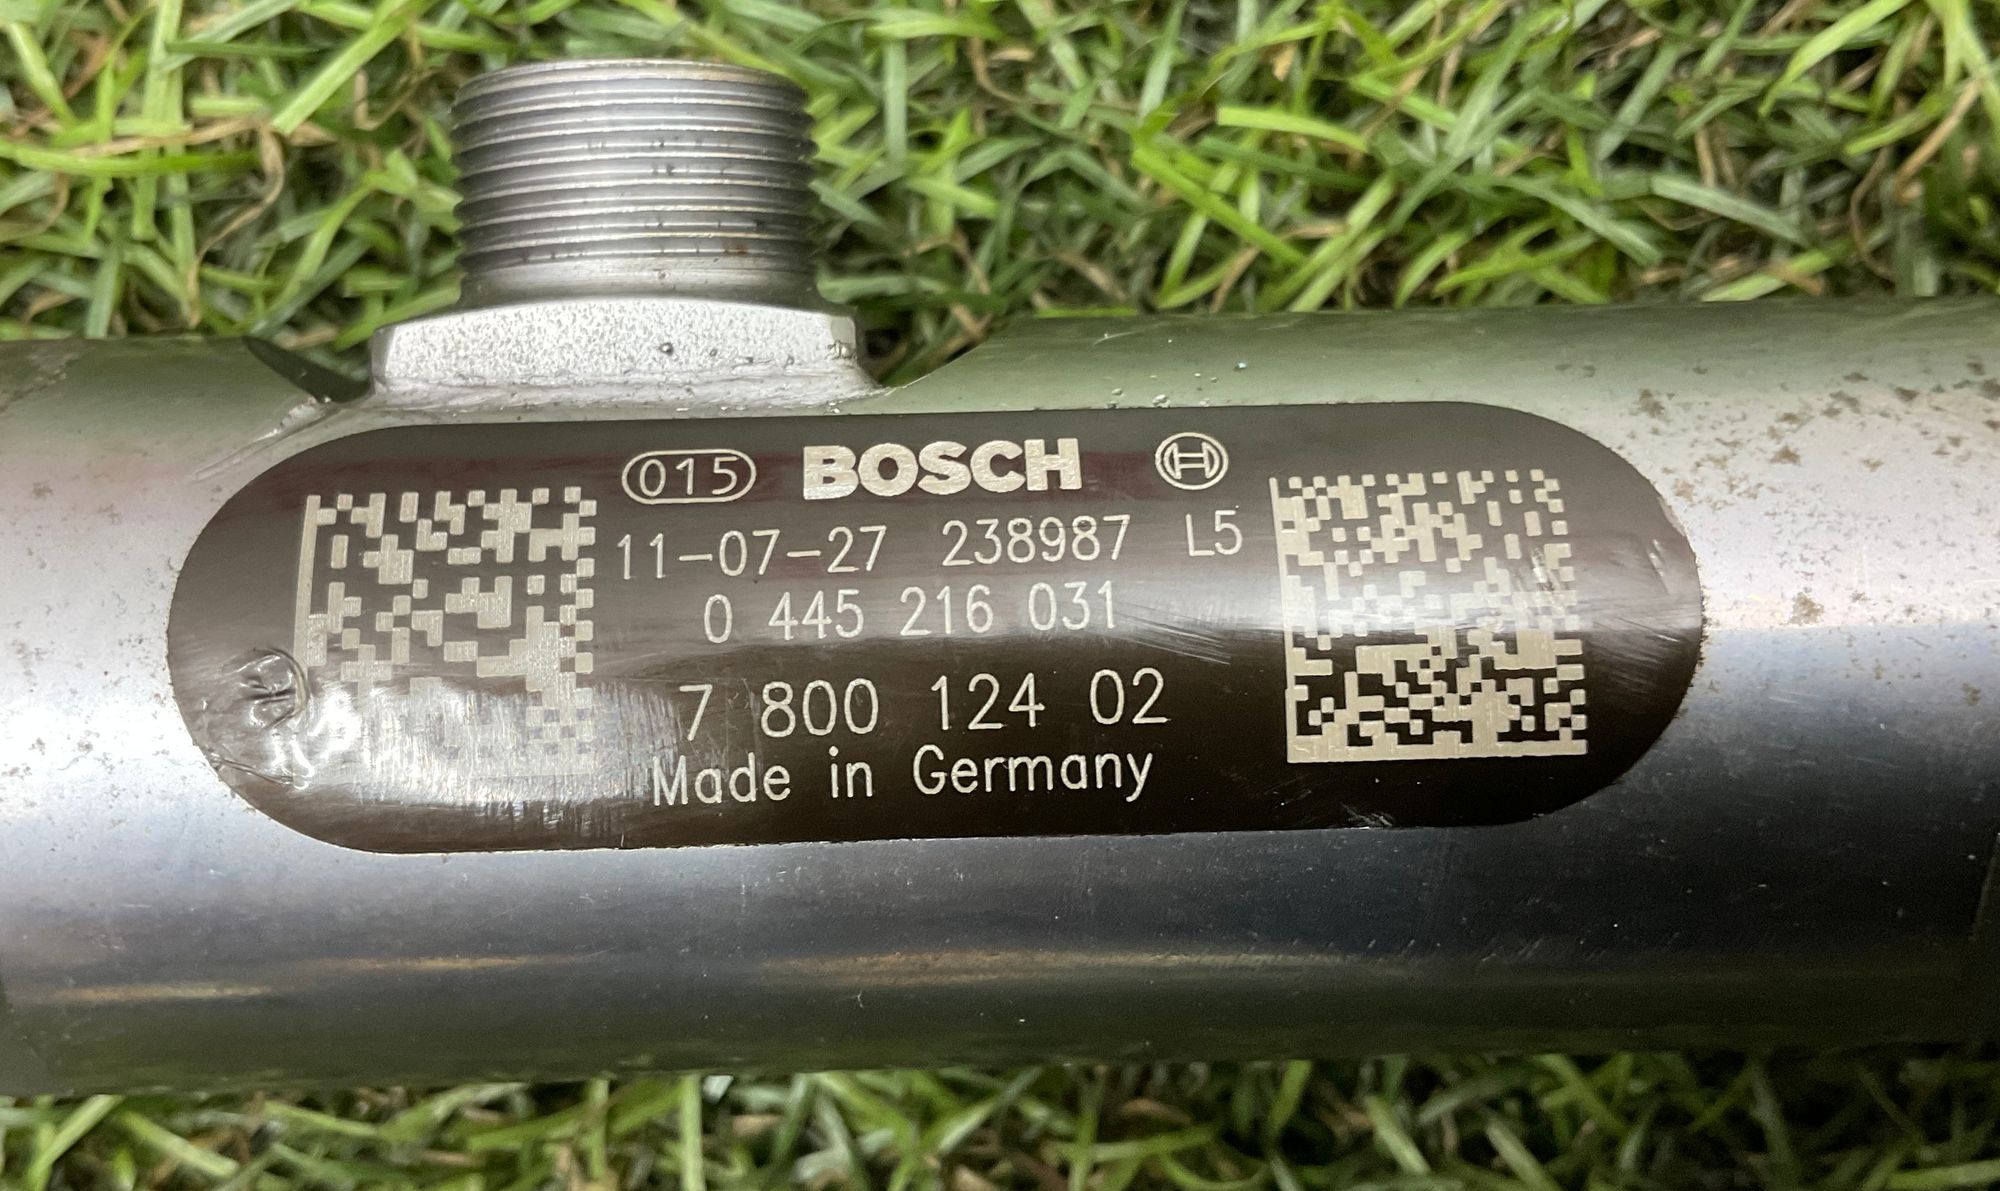 015 BOSCH
11-07-27 238987 L5
0 445 216 031
7 800 124 02
Made in Germany